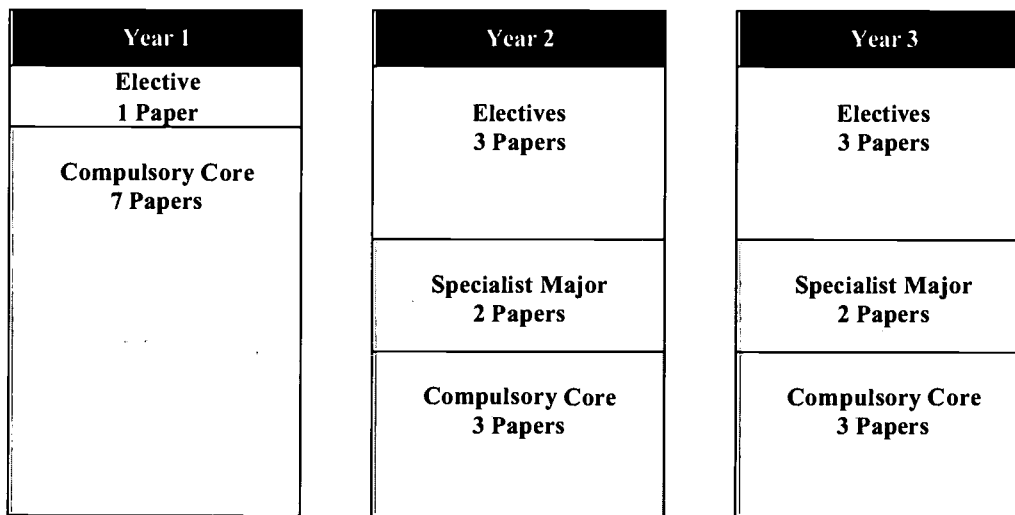 Year 1
Elective
1 Paper
Compulsory Core
7 Papers
Year 2
Electives
3 Papers
Specialist Major
2 Papers
Compulsory Core
3 Papers
Year 3
Electives
3 Papers
Specialist Major
2 Papers
Compulsory Core
3 Papers